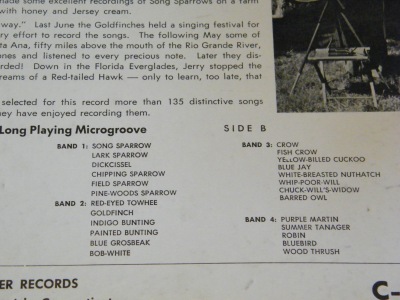 made some excellent recordings of Song Sparrows on a farm
with honey and Jersey cream.
way." Last June the Goldfinches held a singing festival for
ry effort to record the songs. The following May some of
ta Ana, fifty miles above the mouth of the Rio Grande River,
ones and listened to every precious note. Later they dis-
rded! Down in the Florida Everglades, Jerry stopped the
reams of a Red-tailed Hawk — only to learn, too late, that
selected for this record more than 135 distinctive songs
hey have enjoyed recording them.
Long Playing Microgroove SIDE B
BAND 1: SONG SPARROW
LARK SPARROW
DICKCISSEL
CHIPPING SPARROW
FIELD SPARROW
PINE-WOODS SPARROW
BAND 2: RED-EYED TOWHEE
GOLDFINCH
INDIGO BUNTING
PAINTED BUNTING
BLUE GROSBEAK
BOB-WHITE
BAND 3: CROW
FISH CROW
YELLOW-BILLED CUCKOO
BLUE JAY
WHITE-BREASTED NUTHATCH
WHIP-POOR-WILL
CHUCK-WILL'S-WIDOW
BARRED OWL
BAND 4: PURPLE MARTIN
SUMMER TANAGER
ROBIN
BLUEBIRD
WOOD THRUSH
ER RECORDS
C-